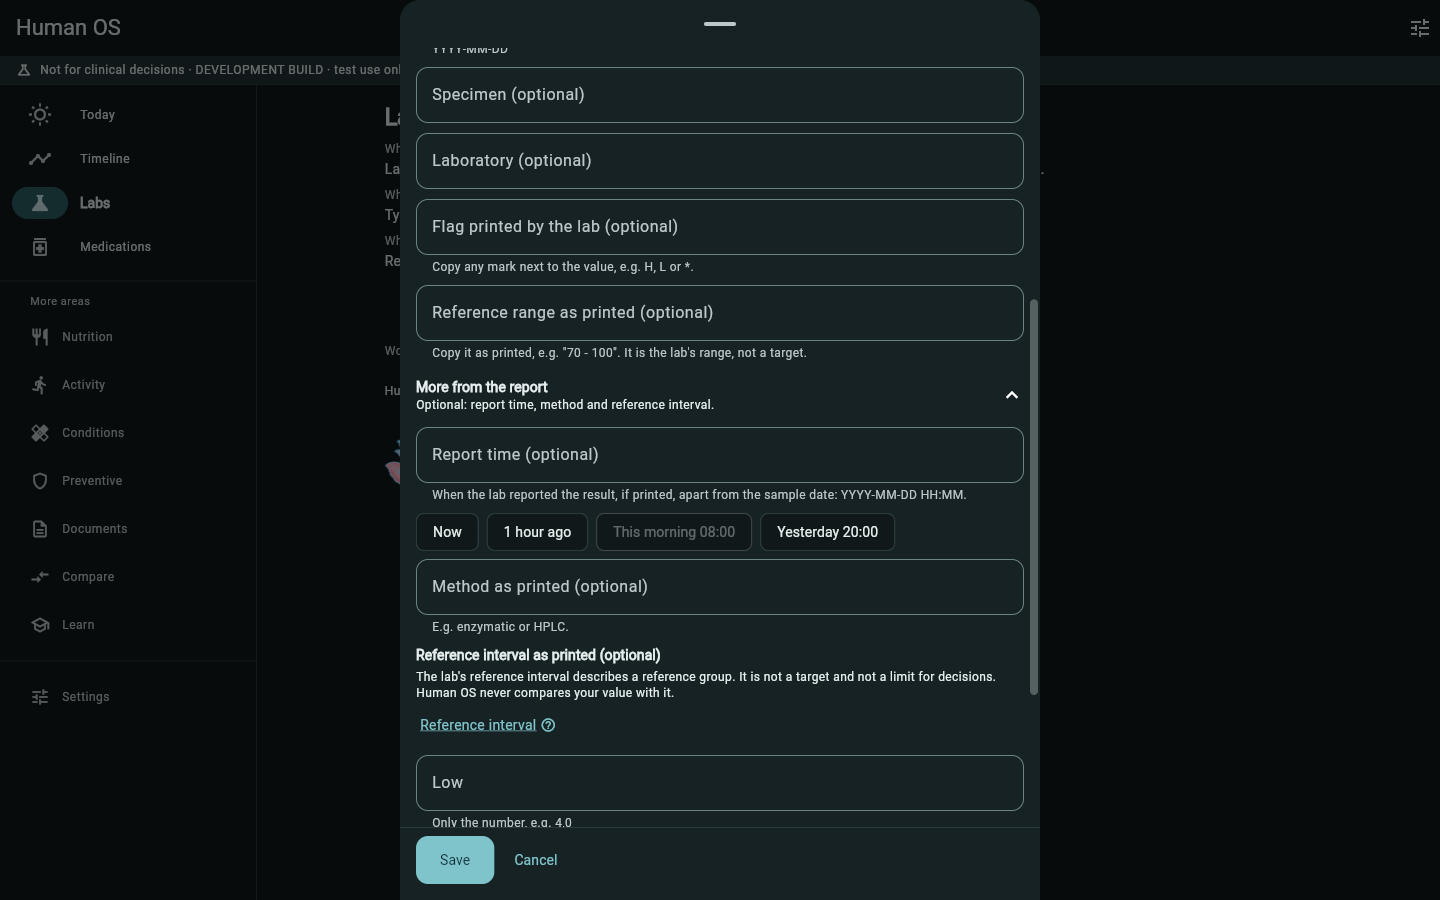 Human OS
Not for clinical decisions · DEVELOPMENT BUILD · test use
Today
Timeline
Labs
Medications
More areas
Nutrition
Activity
Conditions
Preventive
Documents
Compare
Learn
Settings
YYYY-MM-DD
Specimen (optional)
Laboratory (optional)
Flag printed by the lab (optional)
Copy any mark next to the value, e.g. H, L or *.
Reference range as printed (optional)
Copy it as printed, e.g. "70 - 100". It is the lab's range, not a target.
More from the report
Optional: report time, method and reference interval.
Report time (optional)
When the lab reported the result, if printed, apart from the sample date: YYYY-MM-DD HH:MM.
Now
1 hour ago
This morning 08:00
Yesterday 20:00
Method as printed (optional)
E.g. enzymatic or HPLC.
Reference interval as printed (optional)
The lab's reference interval describes a reference group. It is not a target and not a limit for decisions.
Human OS never compares your value with it.
Reference interval
Low
Only the number, e.g. 4.0
Save
Cancel